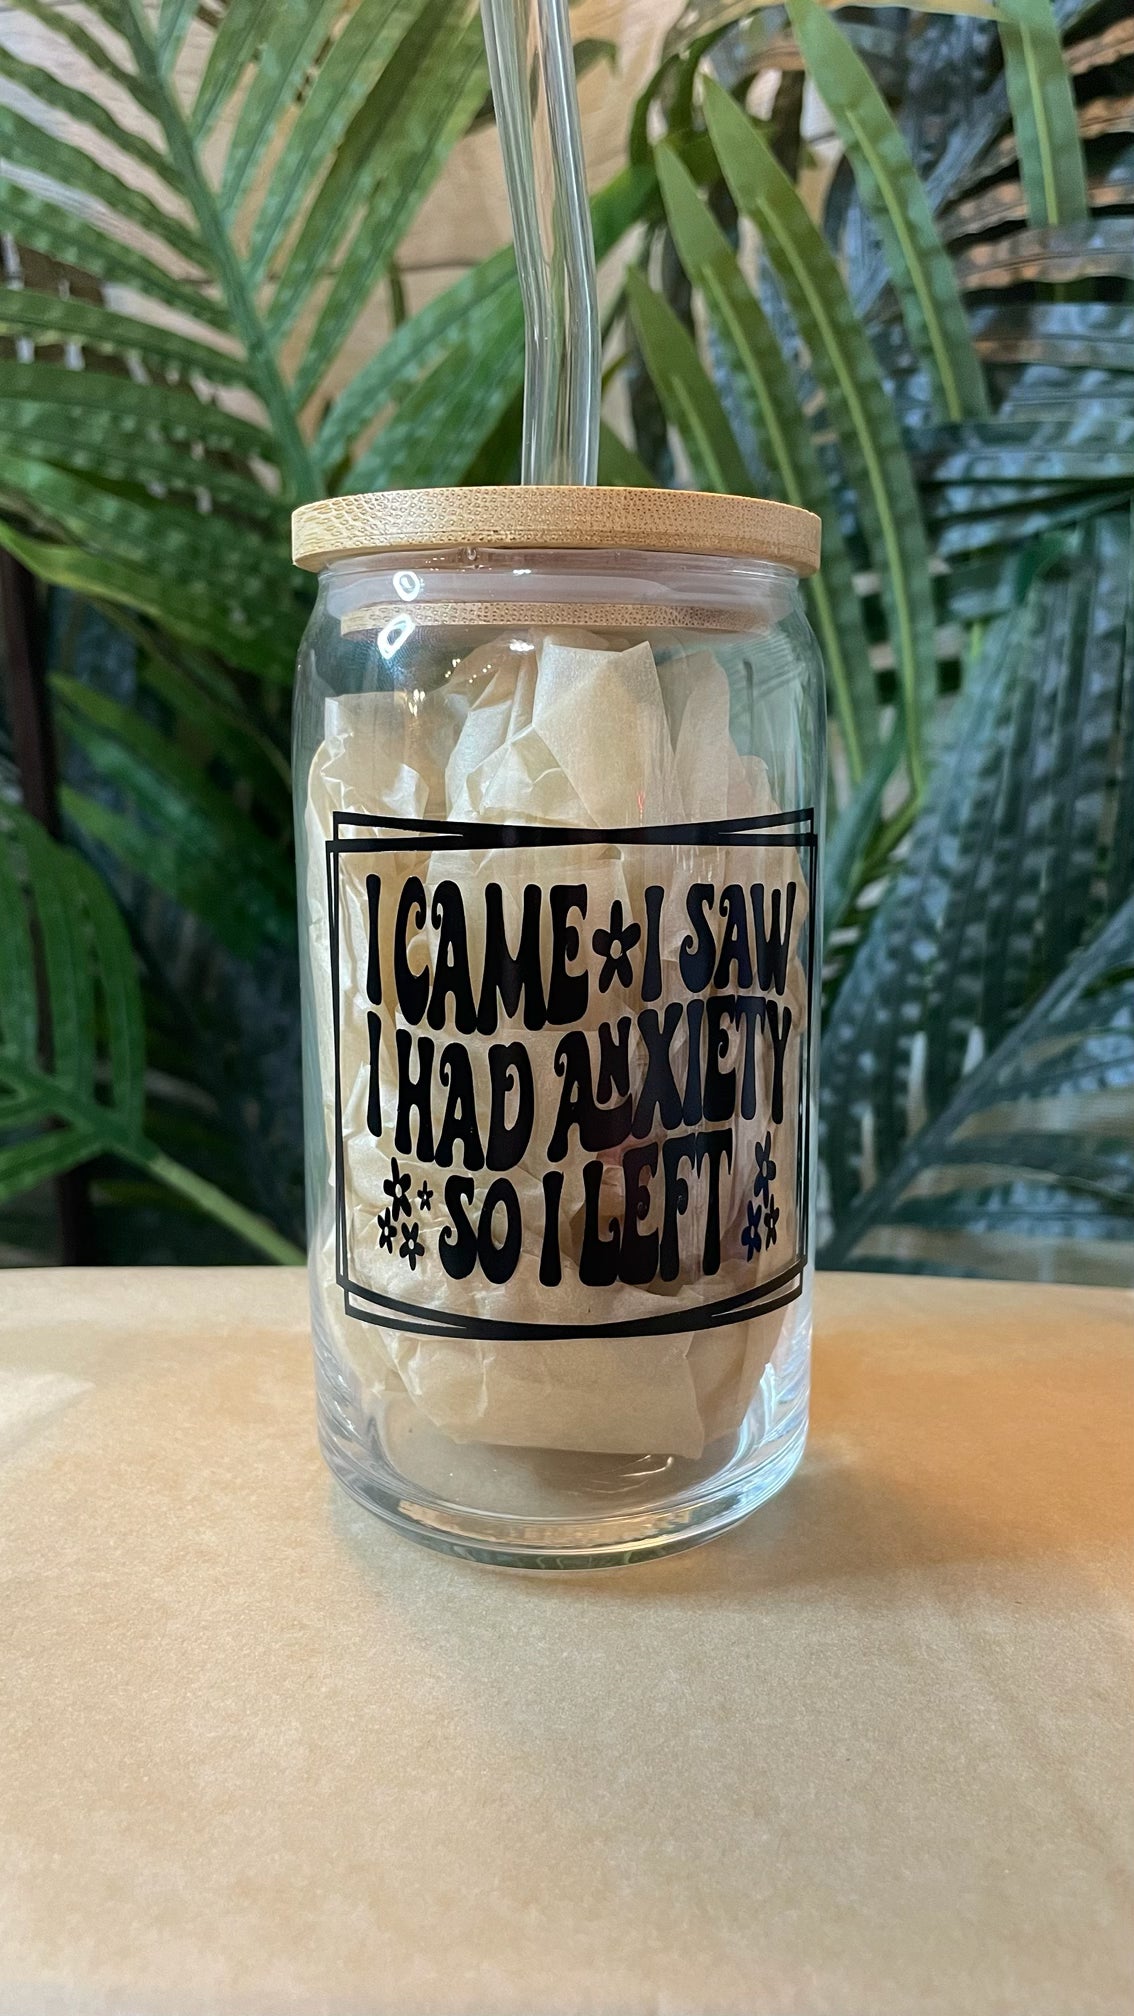 I CAME I SAW
I HAD ANXIETY
SO I LEFT